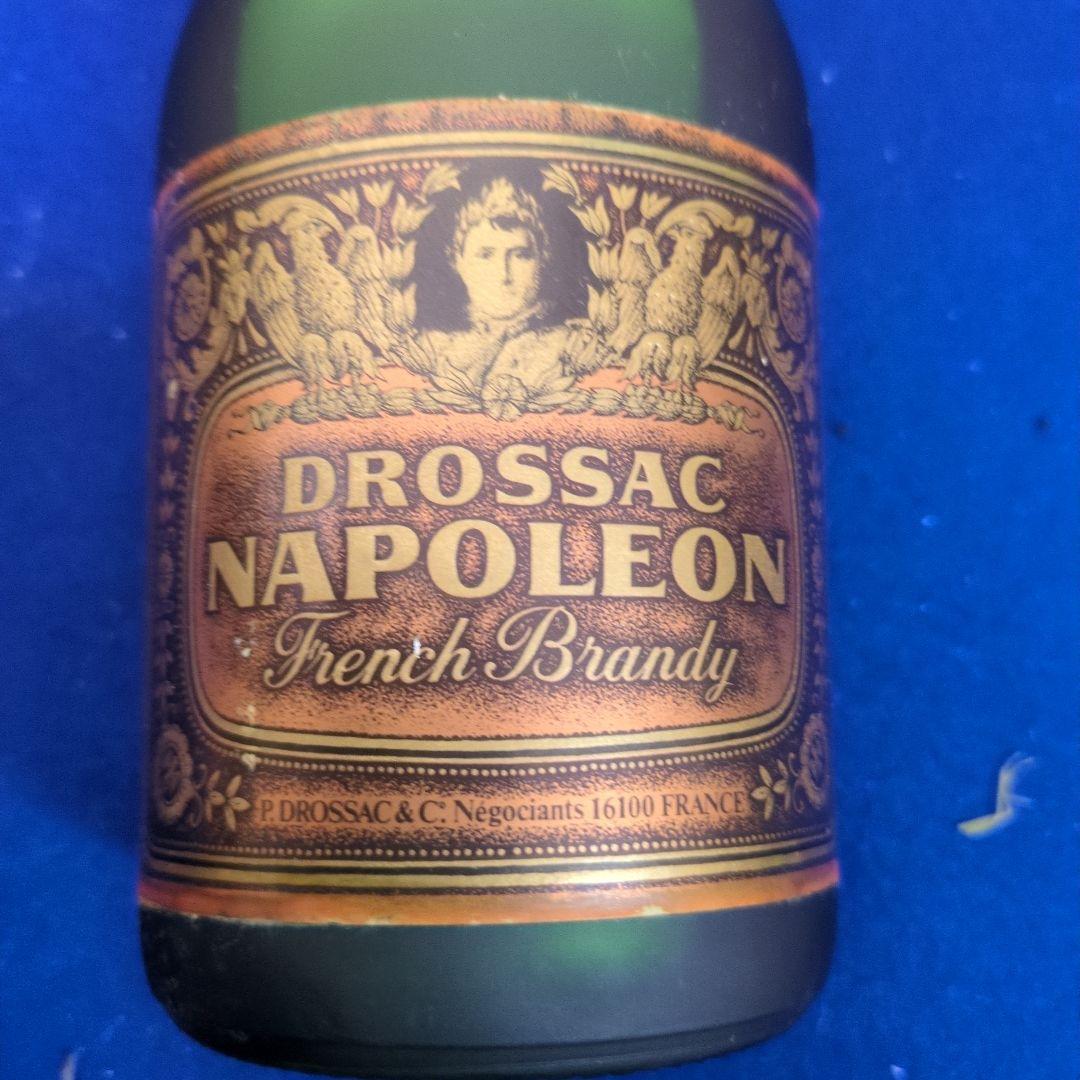 DROSSAC
NAPOLEON
French Brandy
P. DROSSAC & Cº. Négociants 16100 FRANCE